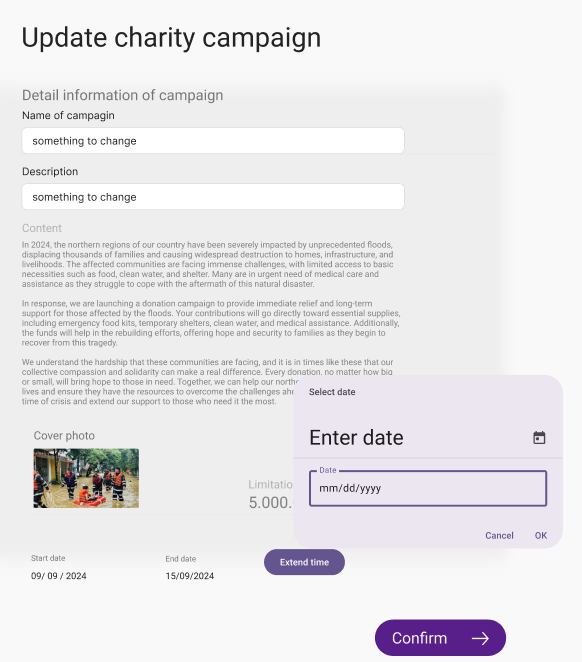 Update charity campaign
Detail information of campaign
Name of campagin
something to change
Description
something to change
Content
In 2024, the northern regions of our country have been severely impacted by unprecedented floods,
displacing thousands of families and causing widespread destruction to homes, infrastructure, and
livelihoods. The affected communities are facing immense challenges, with limited access to basic
necessities such as food, clean water, and shelter. Many are in urgent need of medical care and
assistance as they struggle to cope with the aftermath of this natural disaster.
In response, we are launching a donation campaign to provide immediate relief and long-term
support for those affected by the floods. Your contributions will go directly toward essential supplies,
including emergency food kits, temporary shelters, clean water, and medical assistance. Additionally,
the funds will help in the rebuilding efforts, offering hope and security to families as they begin to
recover from this tragedy.
We understand the hardship that these communities are facing, and it is in times like these that our
collective compassion and solidarity can make a real difference. Every donation, no matter how big
or small, will bring hope to those in need. Together, we can help our
lives and ensure they have the resources to overcome the challenges
time of crisis and extend our support to those who need it the most.
Select date
Enter date
Date
mm/dd/yyyy
Cancel
OK
Cover photo
5.000.
Start date
09/ 09 / 2024
End date
15/09/2024
Extend time
Confirm